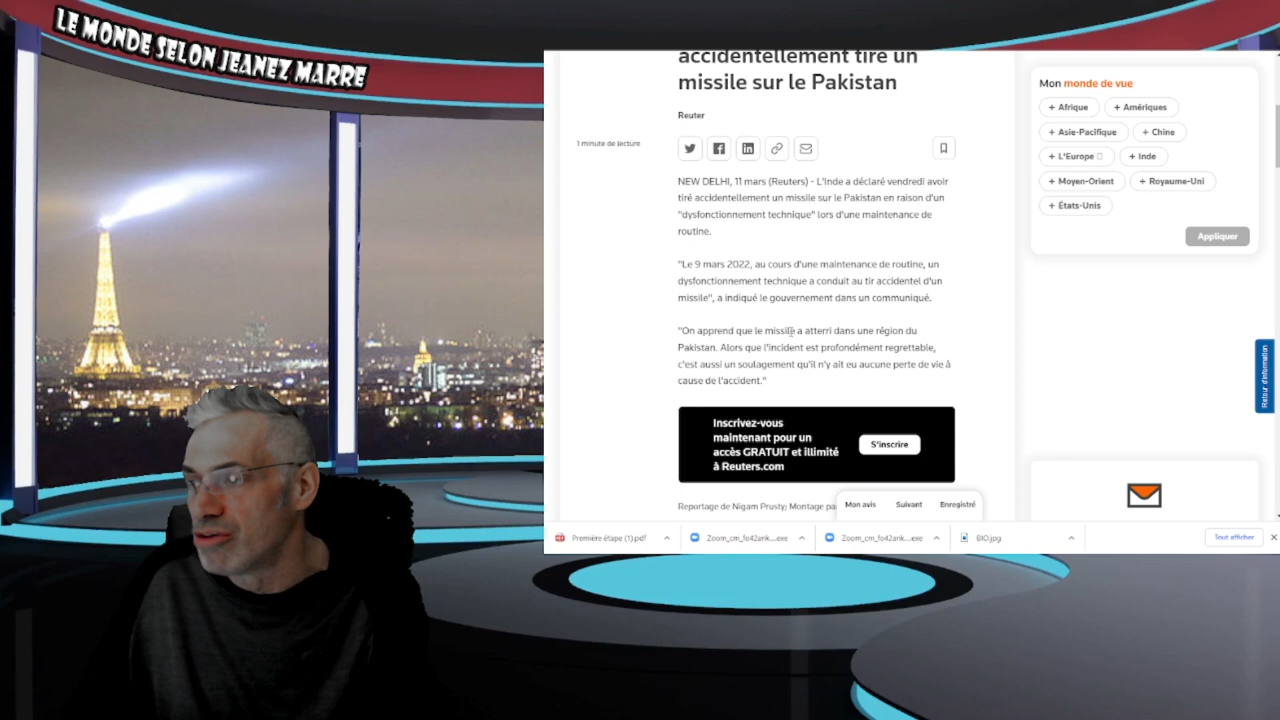 LE MONDE SELON JEANEZ MARRE
accidentellement tiré un
missile sur le Pakistan
Reuter
1 minute de lecture
NEW DELHI, 11 mars (Reuters) - L'Inde a déclaré vendredi avoir
tiré accidentellement un missile sur le Pakistan en raison d'un
"dysfonctionnement technique" lors d'une maintenance de
routine.
"Le 9 mars 2022, au cours d'une maintenance de routine, un
dysfonctionnement technique a conduit au tir accidentel d'un
missile", a indiqué le gouvernement dans un communiqué.
"On apprend que le missile a atterri dans une région du
Pakistan. Alors que l'incident est profondément regrettable,
c'est aussi un soulagement qu'il n'y ait eu aucune perte de vie à
cause de l'accident."
Inscrivez-vous
maintenant pour un
accès GRATUIT et illimité
à Reuters.com
S'inscrire
Reportage de Nigam Prusty; Montage pa
Mon avis Suivant Enregistré
Mon monde de vue
+ Afrique + Amériques
+ Asie-Pacifique + Chine
+ L'Europe + Inde
+ Moyen-Orient + Royaume-Uni
+ États-Unis
Appliquer
Retour d'information
Première étape (1).pdf Zoom_cm_fo42ank....exe Zoom_cm_fo42ank....exe BIO.jpg Tout afficher